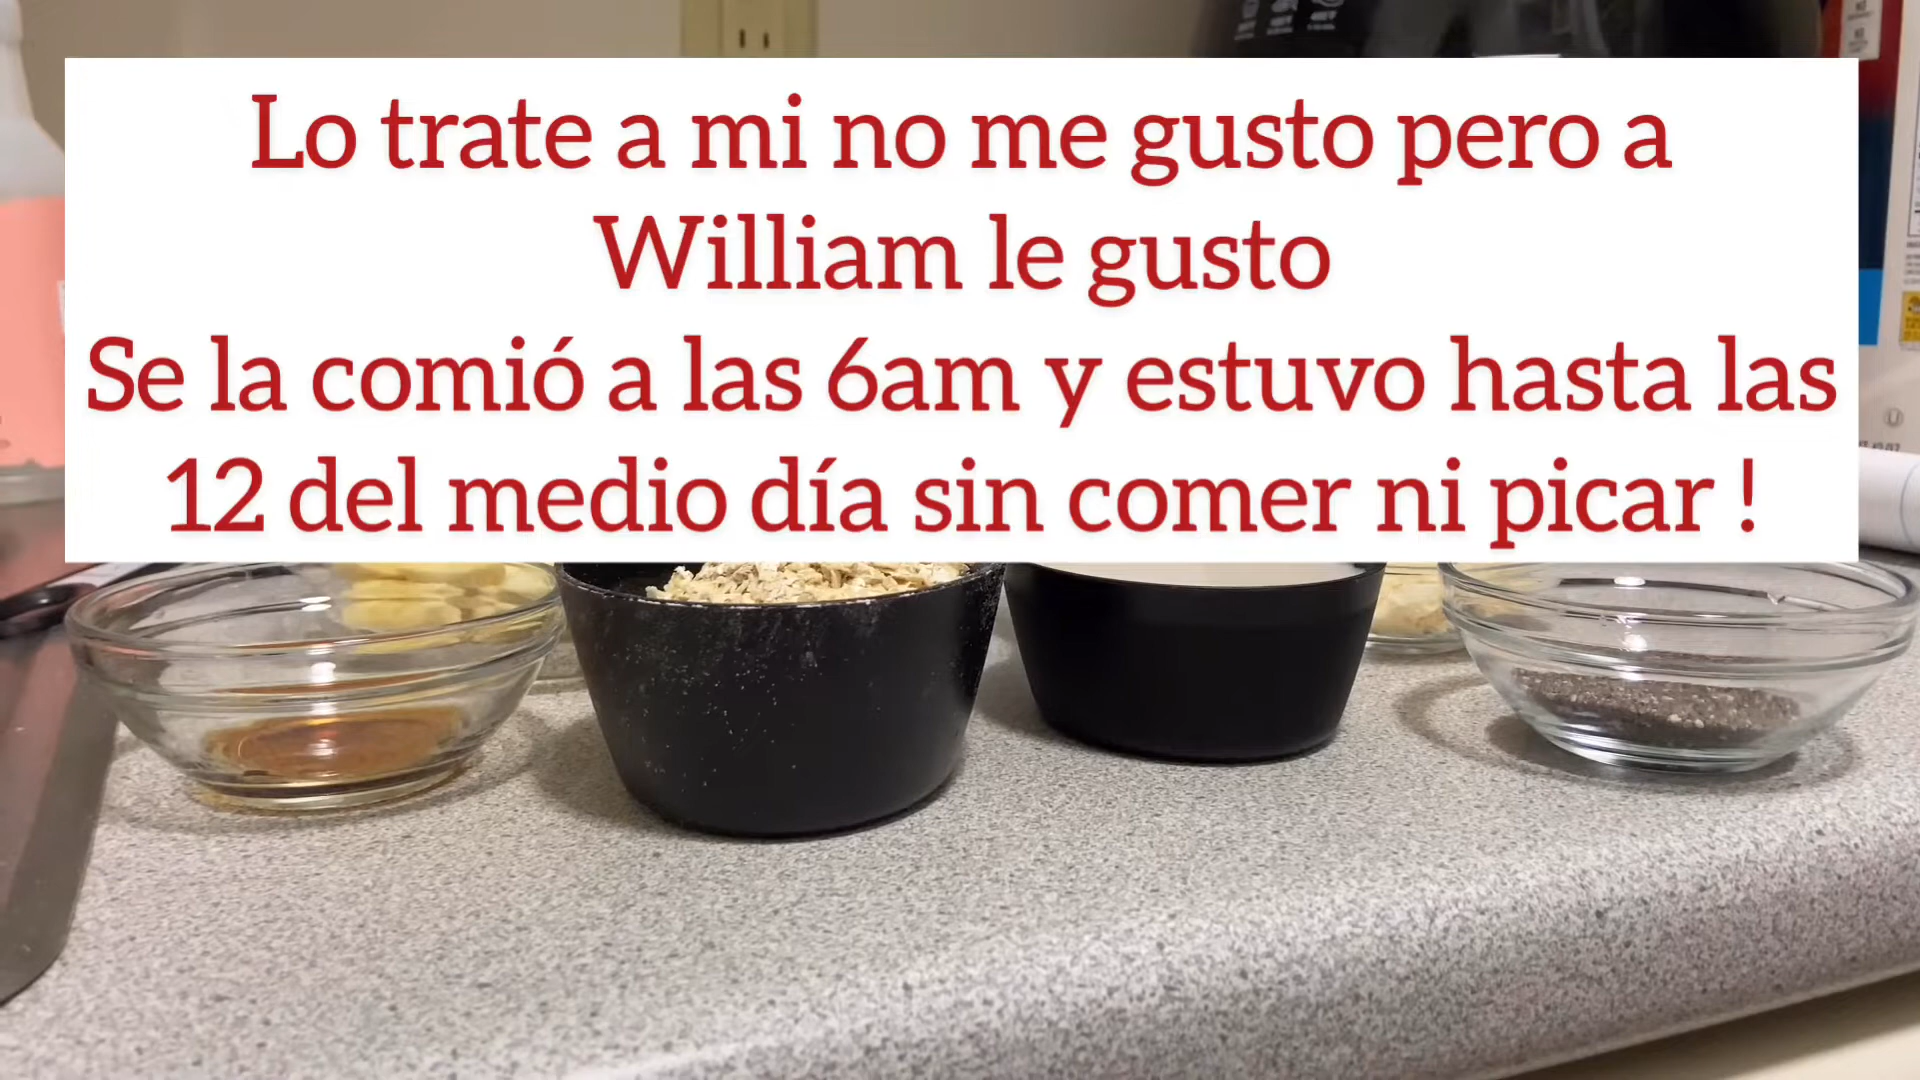 Lo trate a mi no me gusto pero a
William le gusto
Se la comió a las 6am y estuvo hasta las
12 del medio día sin comer ni picar !